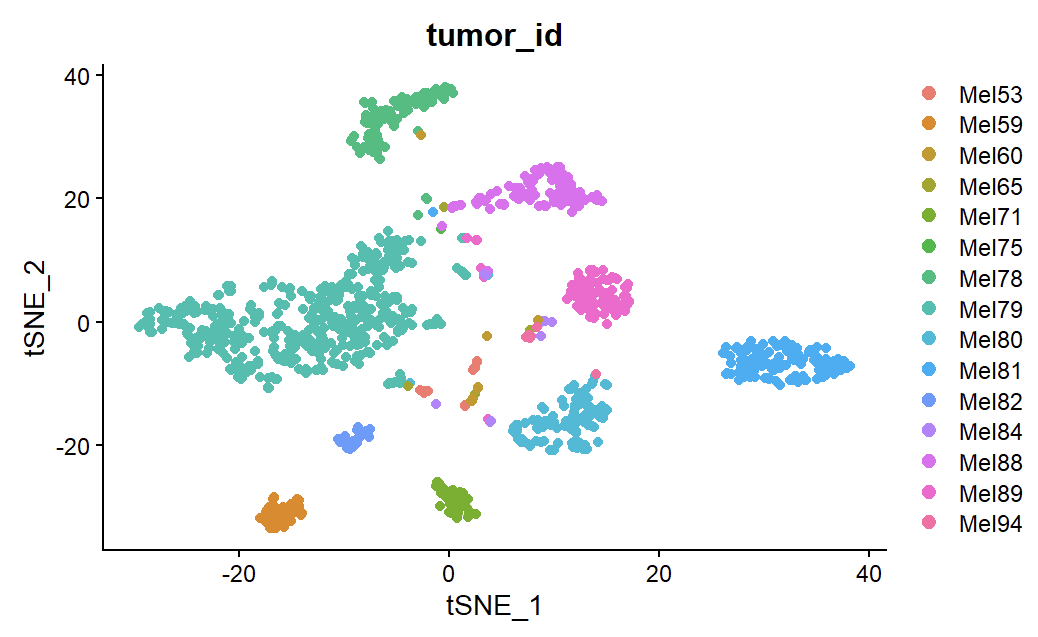 tumor_id
40
20
0
-20
tSNE_2
-20
0
20
40
tSNE_1
Mel53
Mel59
Mel60
Mel65
Mel71
Mel75
Mel78
Mel79
Mel80
Mel81
Mel82
Mel84
Mel88
Mel89
Mel94